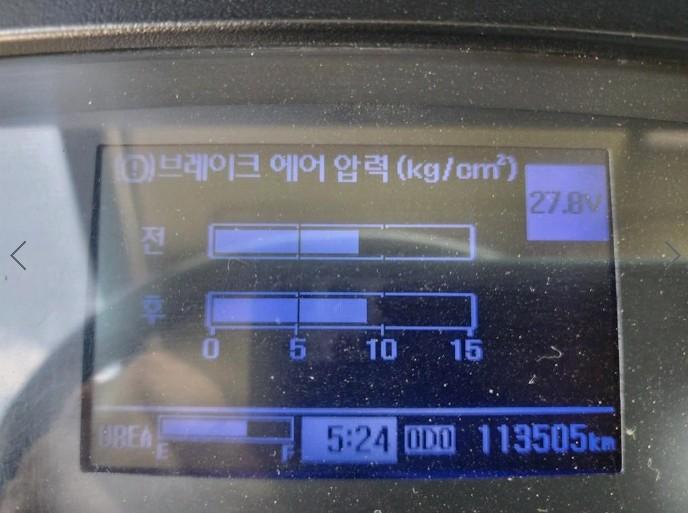 (!)브레이크 에어 압력(kg/cm²)
27.8V
전
후
0 5 10 15
UREA E F 5:24 ODO 113505km